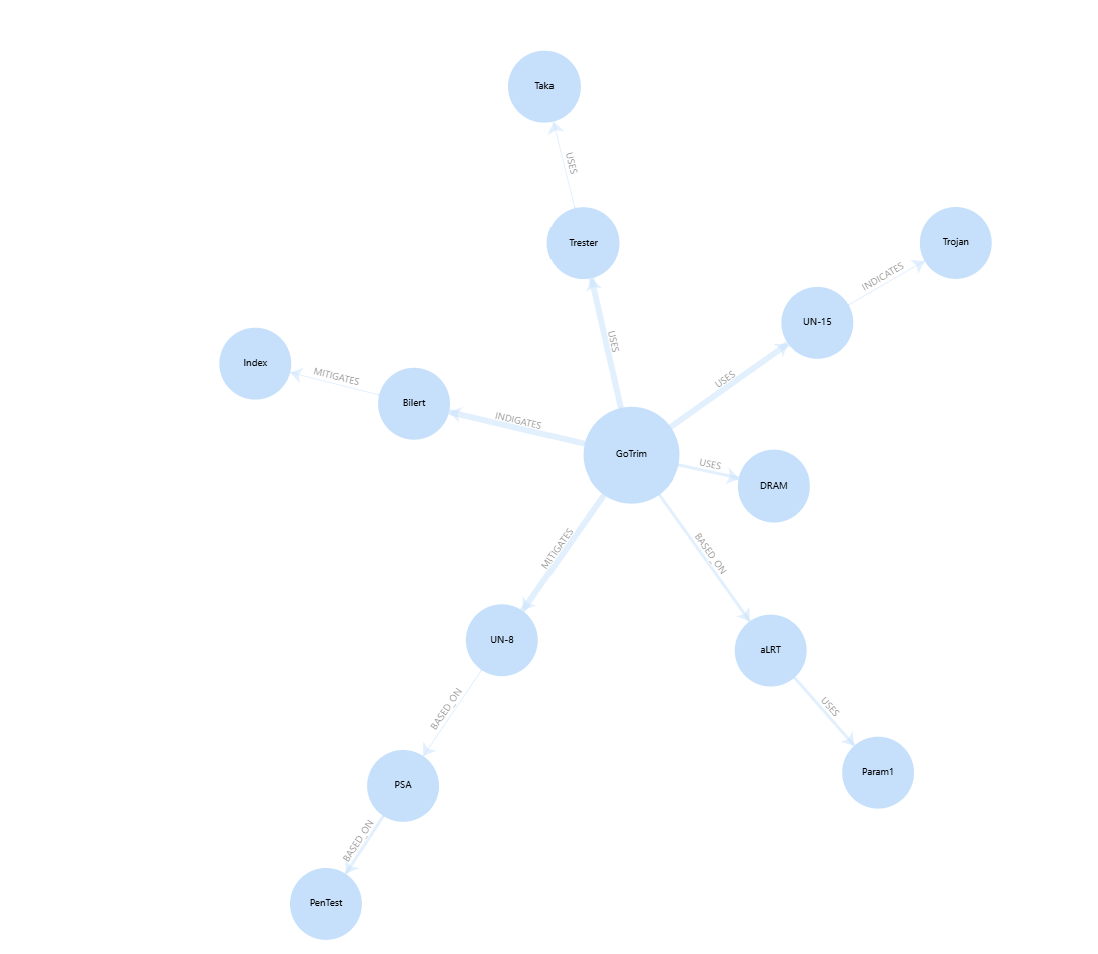 Taka
USES
Trester
Trojan
INDICATES
UN-15
USES
USES
Index
MITIGATES
Bilert
INDIGATES
GoTrim
USES
DRAM
MITIGATES
BASED_ON
UN-8
aLRT
BASED_ON
USES
PSA
Param1
BASED_ON
PenTest